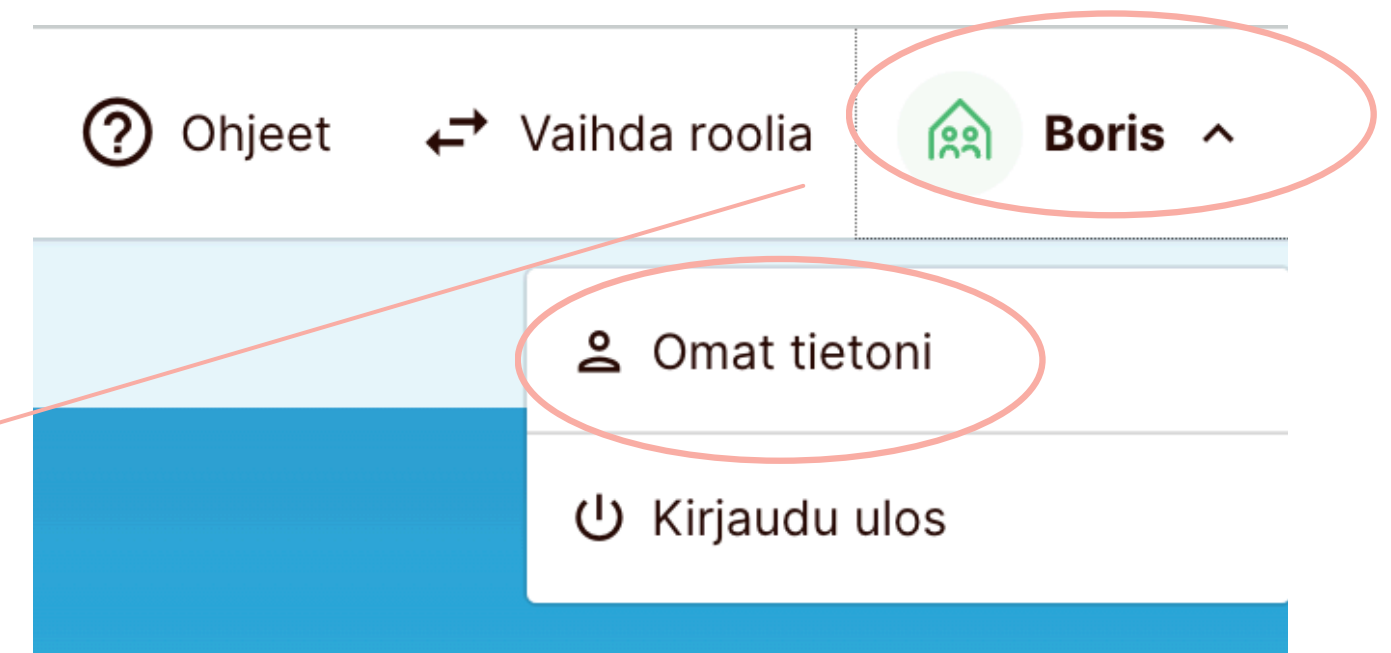 Ohjeet
Vaihda roolia
Boris
Omat tietoni
Kirjaudu ulos